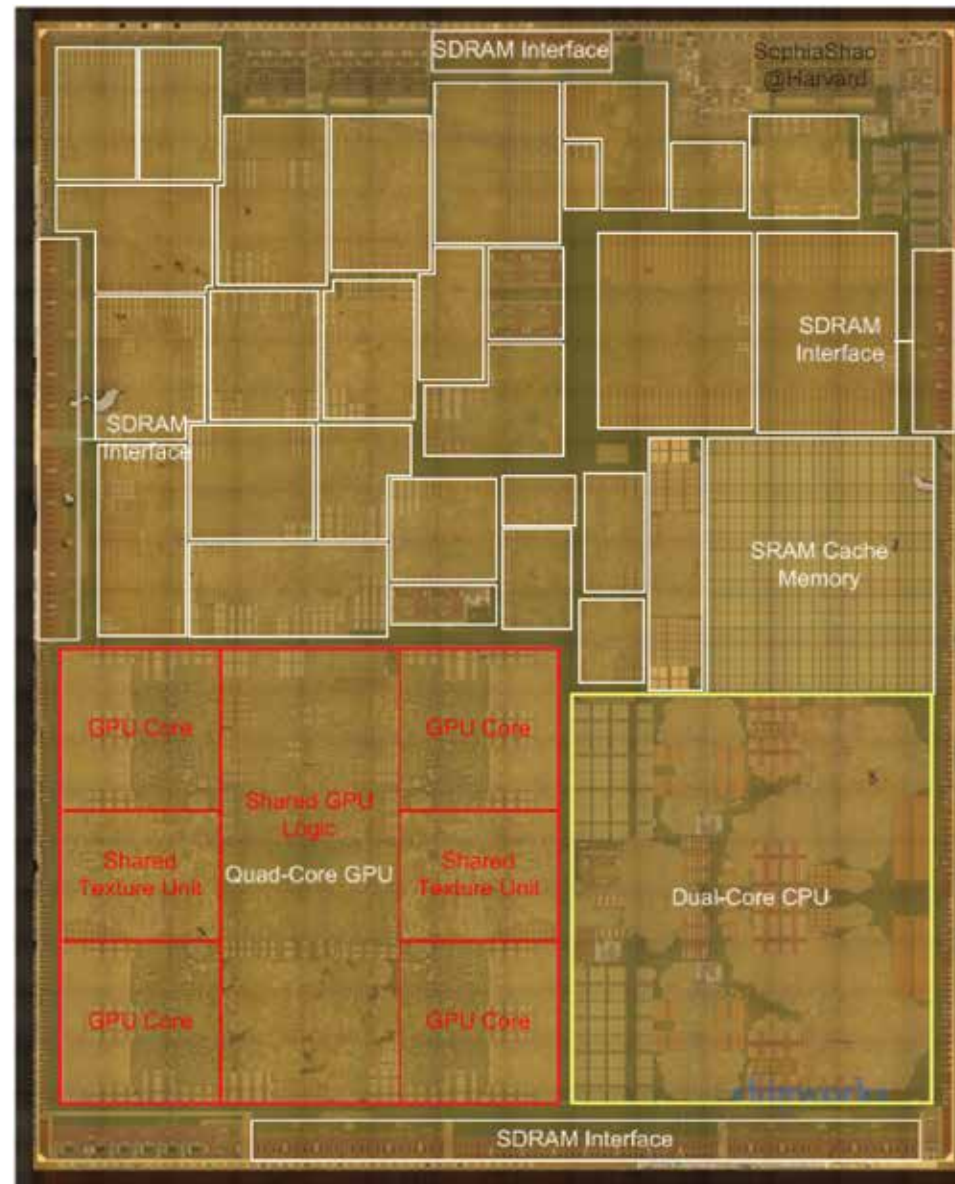 SDRAM Interface
SophiaShao
@Harvard
SDRAM
Interface
SDRAM
Interface
SRAM Cache
Memory
GPU Core
GPU Core
Shared GPU
Logic
Shared
Texture Unit
Quad-Core GPU
Shared
Texture Unit
Dual-Core CPU
GPU Core
GPU Core
chipworks
SDRAM Interface